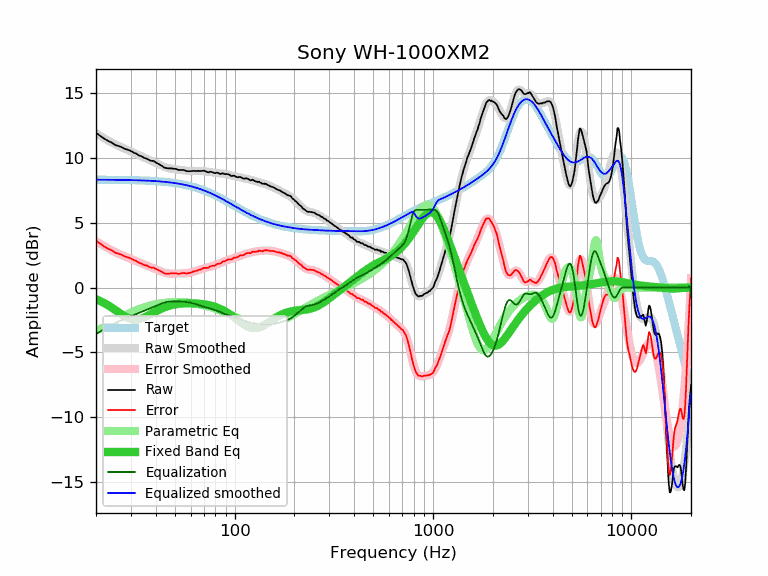 Sony WH-1000XM2
Amplitude (dBr)
15
10
5
0
−5
−10
−15
Target
Raw Smoothed
Error Smoothed
Raw
Error
Parametric Eq
Fixed Band Eq
Equalization
Equalized smoothed
100
1000
10000
Frequency (Hz)